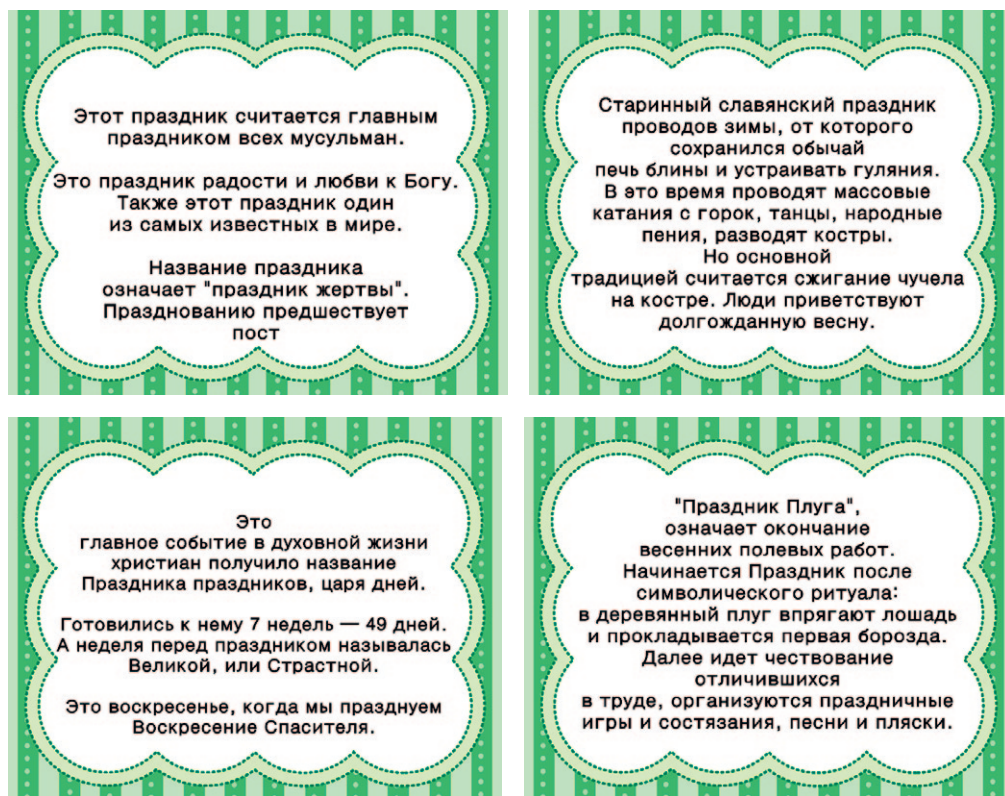 Этот праздник считается главным
праздником всех мусульман.
Это праздник радости и любви к Богу.
Также этот праздник один
из самых известных в мире.
Название праздника
означает "праздник жертвы".
Празднованию предшествует
пост
Старинный славянский праздник
проводов зимы, от которого
сохранился обычай
печь блины и устраивать гуляния.
В это время проводят массовые
катания с горок, танцы, народные
пения, разводят костры.
Но основной
традицией считается сжигание чучела
на костре. Люди приветствуют
долгожданную весну.
Это
главное событие в духовной жизни
христиан получило название
Праздника праздников, царя дней.
Готовились к нему 7 недель — 49 дней.
А неделя перед праздником называлась
Великой, или Страстной.
Это воскресенье, когда мы празднуем
Воскресение Спасителя.
"Праздник Плуга",
означает окончание
весенних полевых работ.
Начинается Праздник после
символического ритуала:
в деревянный плуг впрягают лошадь
и прокладывается первая борозда.
Далее идет чествование
отличившихся
в труде, организуются праздничные
игры и состязания, песни и пляски.